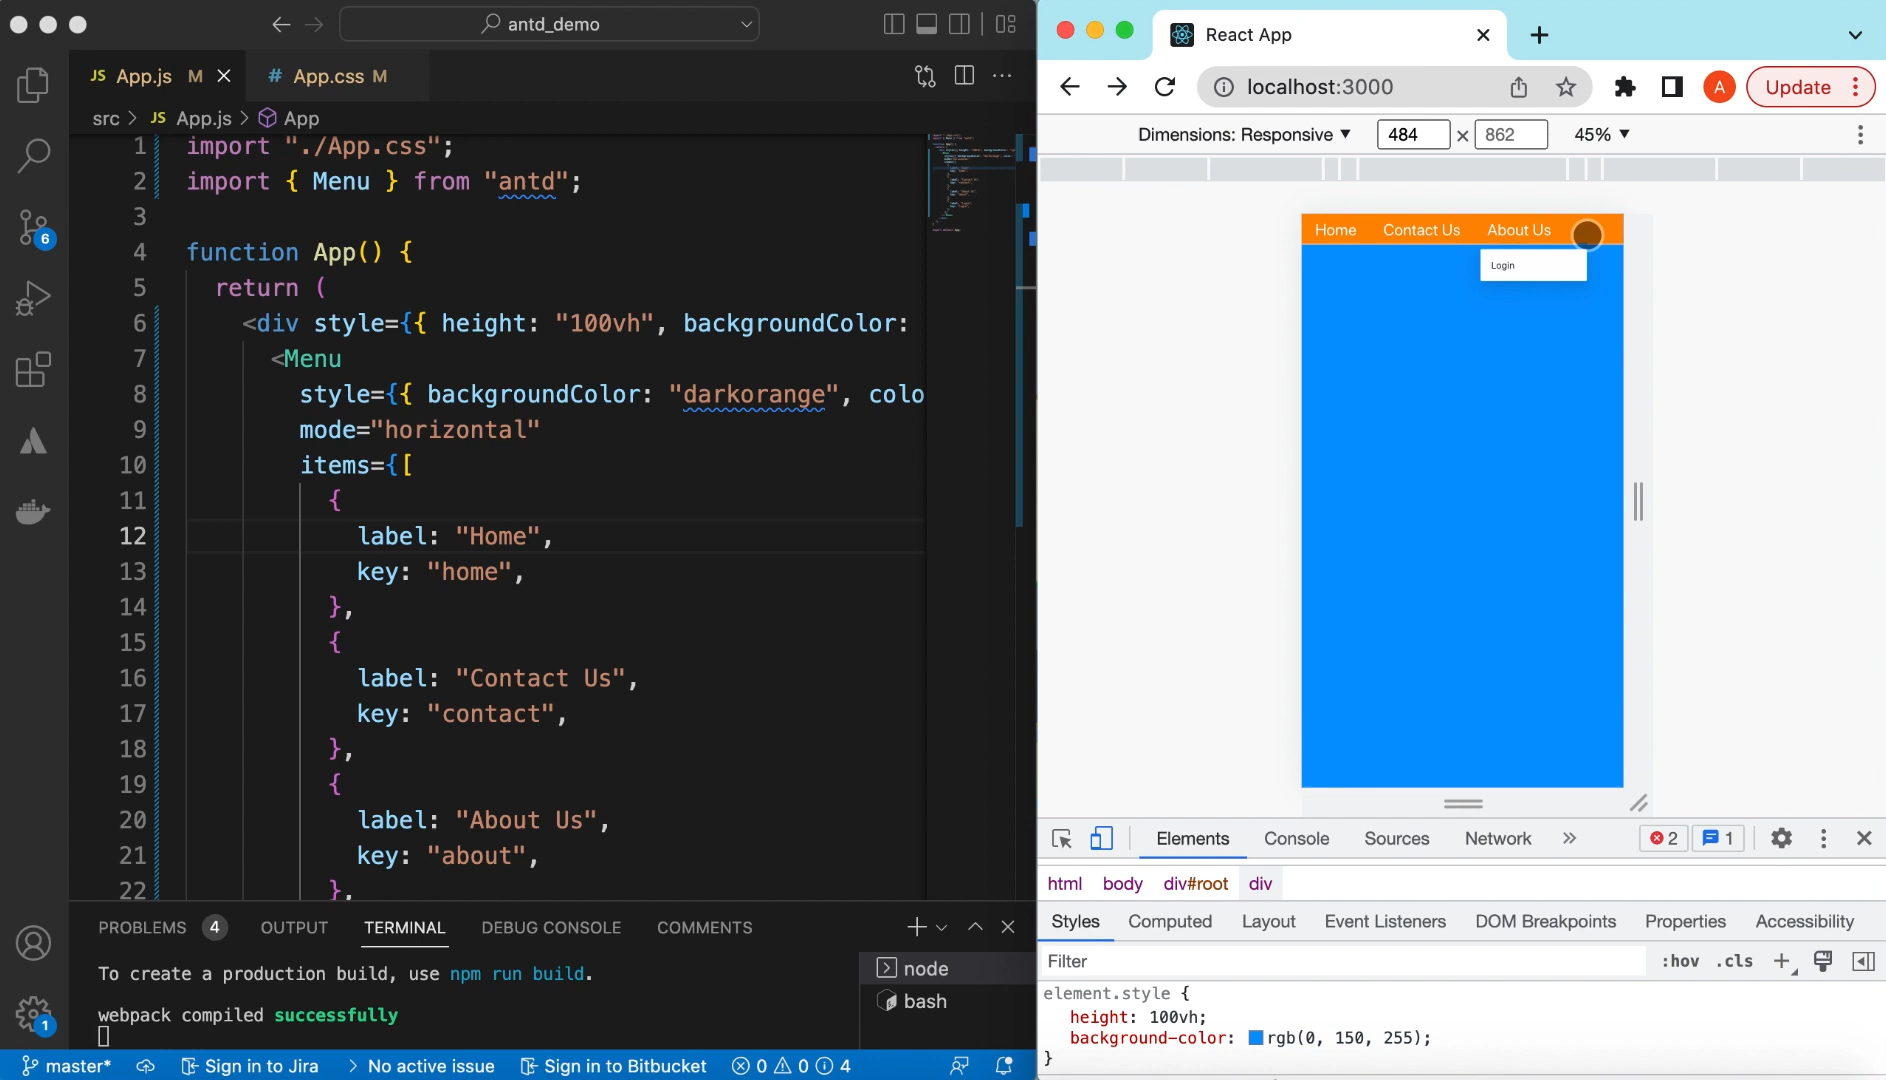 antd_demo
JS App.js M
# App.css M
src > JS App.js > App
1 import "./App.css";
2 import { Menu } from "antd";
3
4 function App() {
5 return (
6 <div style={{ height: "100vh", backgroundColor:
7 <Menu
8 style={{ backgroundColor: "darkorange", colo
9 mode="horizontal"
10 items={[
11 {
12 label: "Home",
13 key: "home",
14 },
15 {
16 label: "Contact Us",
17 key: "contact",
18 },
19 {
20 label: "About Us",
21 key: "about",
22 },
6
1
PROBLEMS 4 OUTPUT TERMINAL DEBUG CONSOLE COMMENTS
To create a production build, use npm run build.
webpack compiled successfully
node
bash
master* Sign in to Jira No active issue Sign in to Bitbucket 0 0 4
React App
localhost:3000
A
Update
Dimensions: Responsive 484 × 862 45%
Home Contact Us About Us
Login
Elements Console Sources Network » 2 1
html body div#root div
Styles Computed Layout Event Listeners DOM Breakpoints Properties Accessibility
Filter :hov .cls +
element.style {
height: 100vh;
background-color: rgb(0, 150, 255);
}